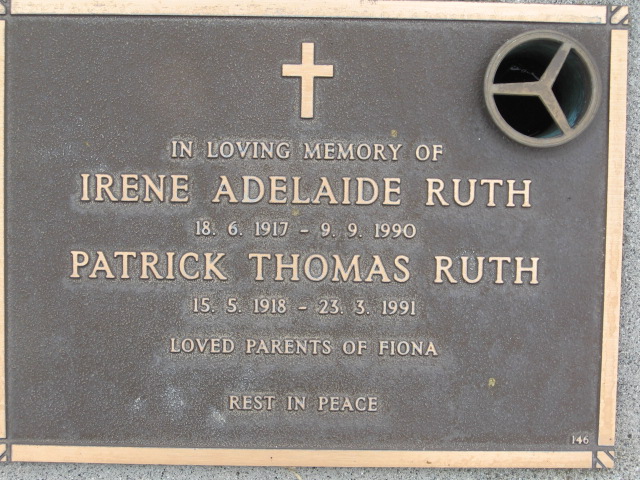 IN LOVING MEMORY OF
IRENE ADELAIDE RUTH
18. 6. 1917 - 9. 9. 1990
PATRICK THOMAS RUTH
15. 5. 1918 - 23. 3. 1991
LOVED PARENTS OF FIONA
REST IN PEACE
146